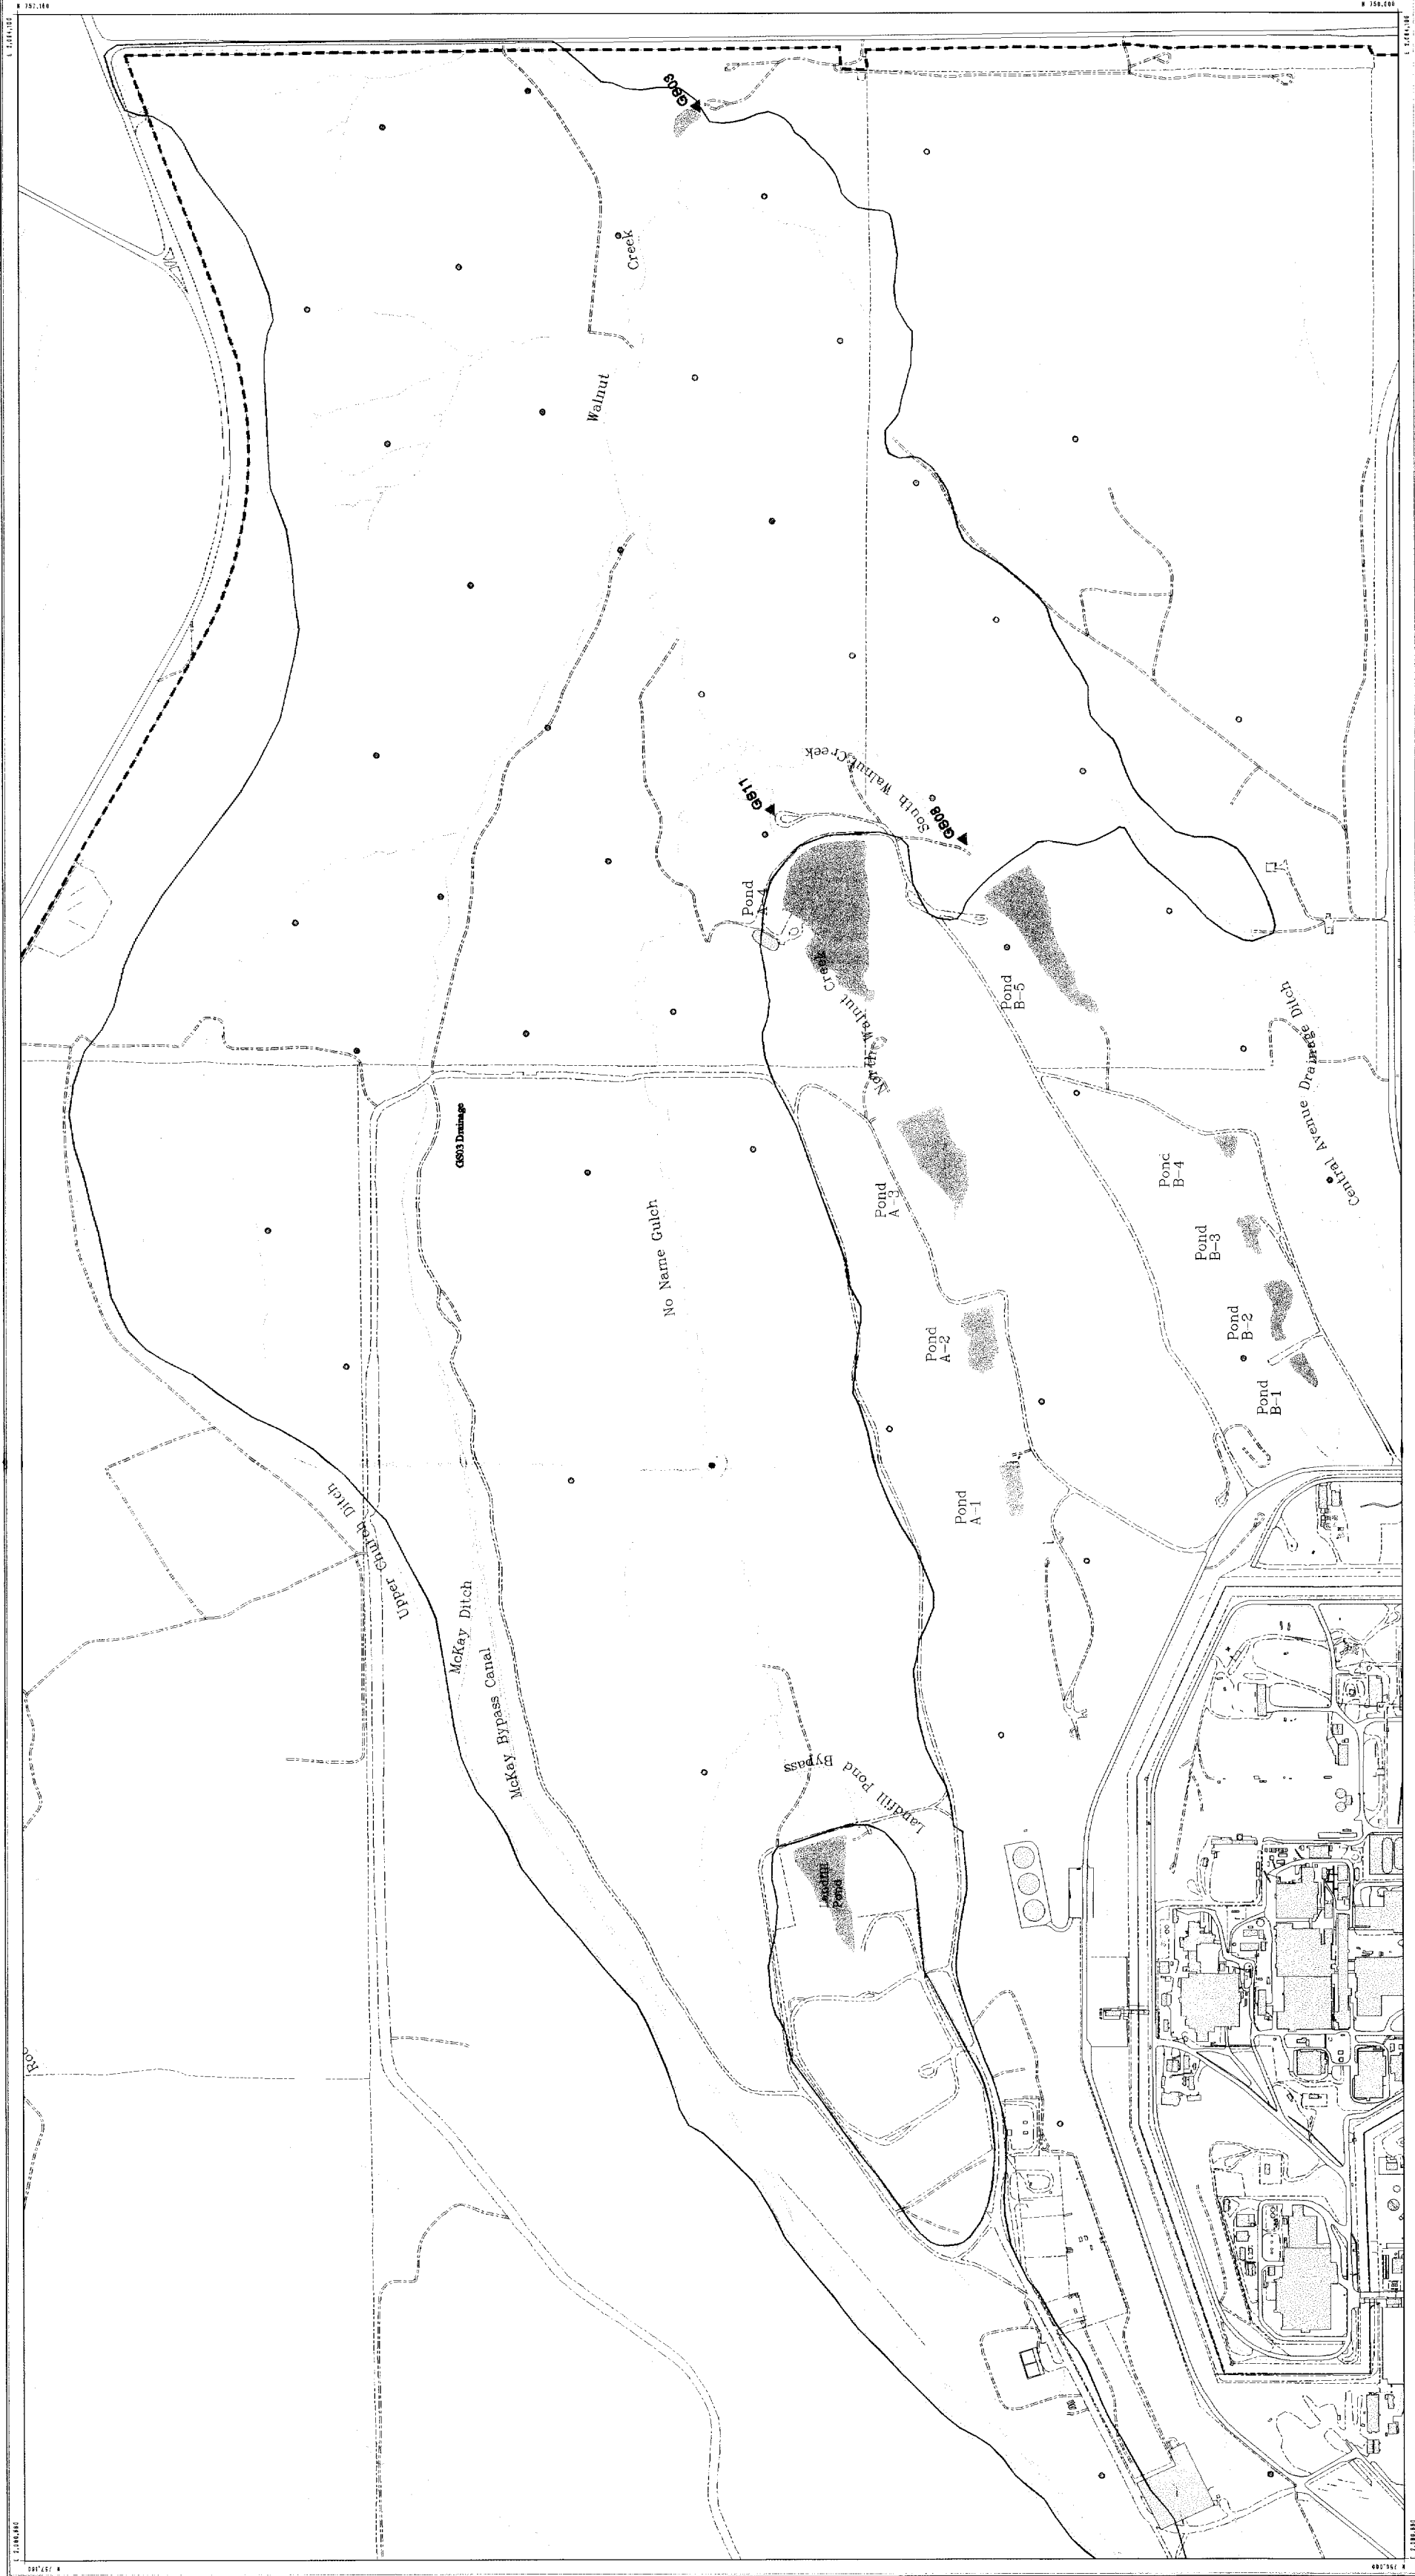 GS03
Creek
Walnut
South Walnut Creek
GS11
GS08
Pond
A-4
North Walnut Creek
Pond
B-5
Central Avenue Drainage Ditch
GS03 Drainage
Pond
A-3
Pond
B-4
No Name Gulch
Pond
B-3
Pond
A-2
Pond
B-2
Pond
B-1
Pond
A-1
Upper Church Ditch
McKay Ditch
McKay Bypass Canal
Landfill Pond Bypass
Landfill
Pond